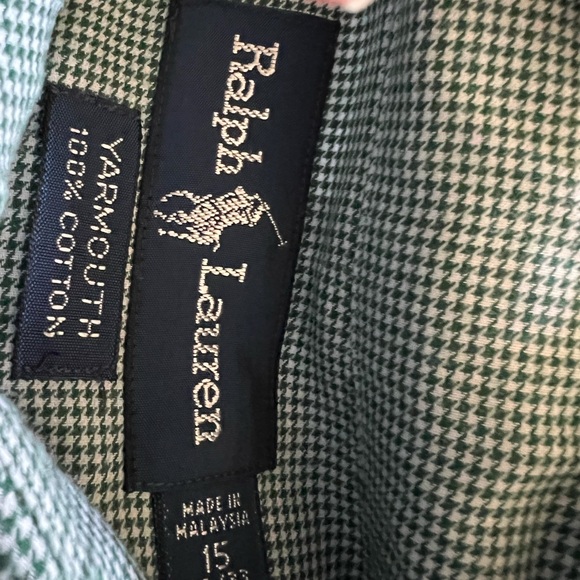 Ralph Lauren
YARMOUTH
100% COTTON
MADE IN
MALAYSIA
15